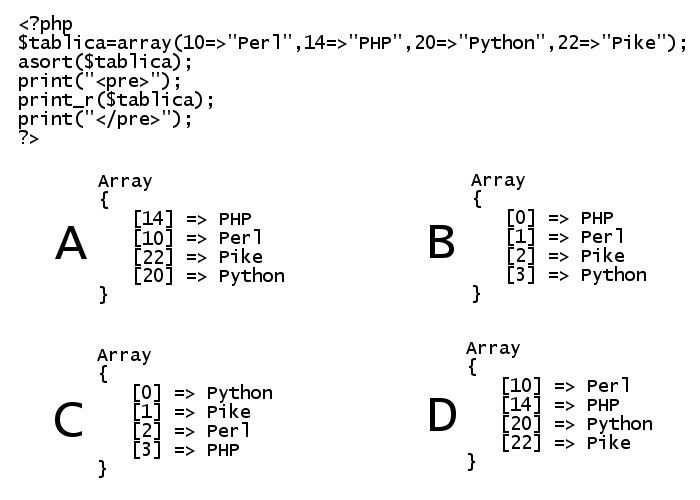 <?php
$tablica=array(10=>"Perl",14=>"PHP",20=>"Python",22=>"Pike");
asort($tablica);
print("<pre>");
print_r($tablica);
print("</pre>");
?>
A
Array
{
[14] => PHP
[10] => Perl
[22] => Pike
[20] => Python
}
B
Array
{
[0] => PHP
[1] => Perl
[2] => Pike
[3] => Python
}
C
Array
{
[0] => Python
[1] => Pike
[2] => Perl
[3] => PHP
}
D
Array
{
[10] => Perl
[14] => PHP
[20] => Python
[22] => Pike
}